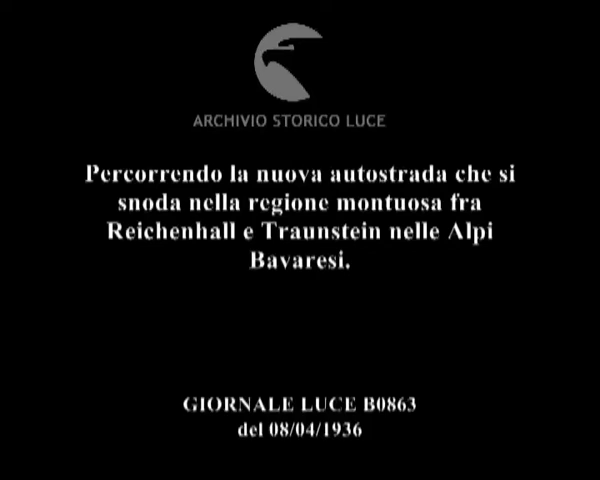 ARCHIVIO STORICO LUCE
Percorrendo la nuova autostrada che si
snoda nella regione montuosa fra
Reichenhall e Traunstein nelle Alpi
Bavaresi.
GIORNALE LUCE B0863
del 08/04/1936